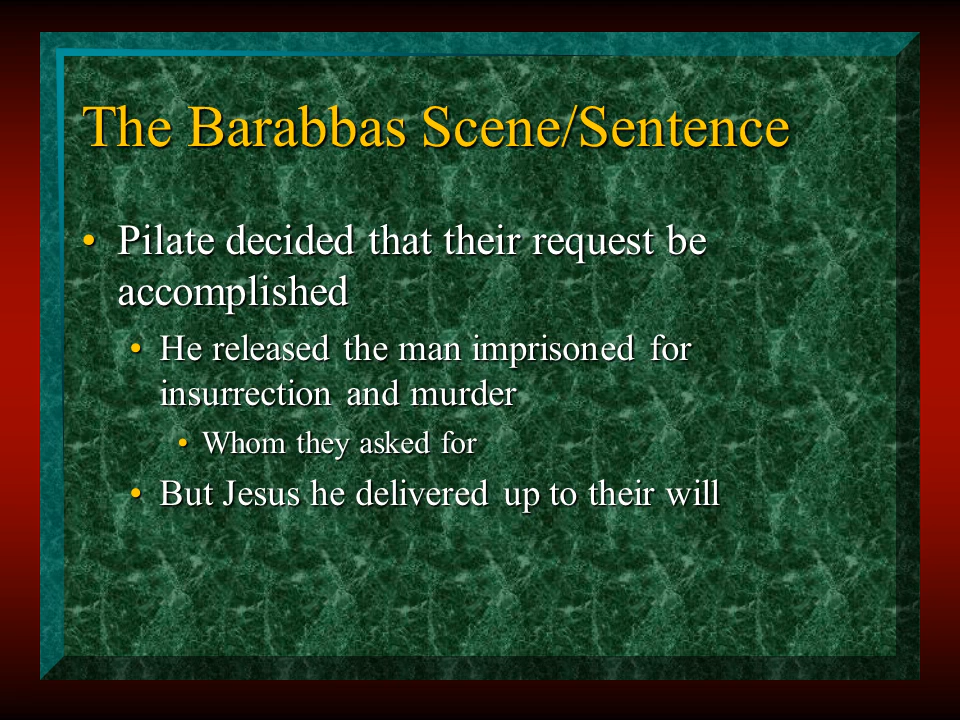 The Barabbas Scene/Sentence
• Pilate decided that their request be
accomplished
• He released the man imprisoned for
insurrection and murder
• Whom they asked for
• But Jesus he delivered up to their will